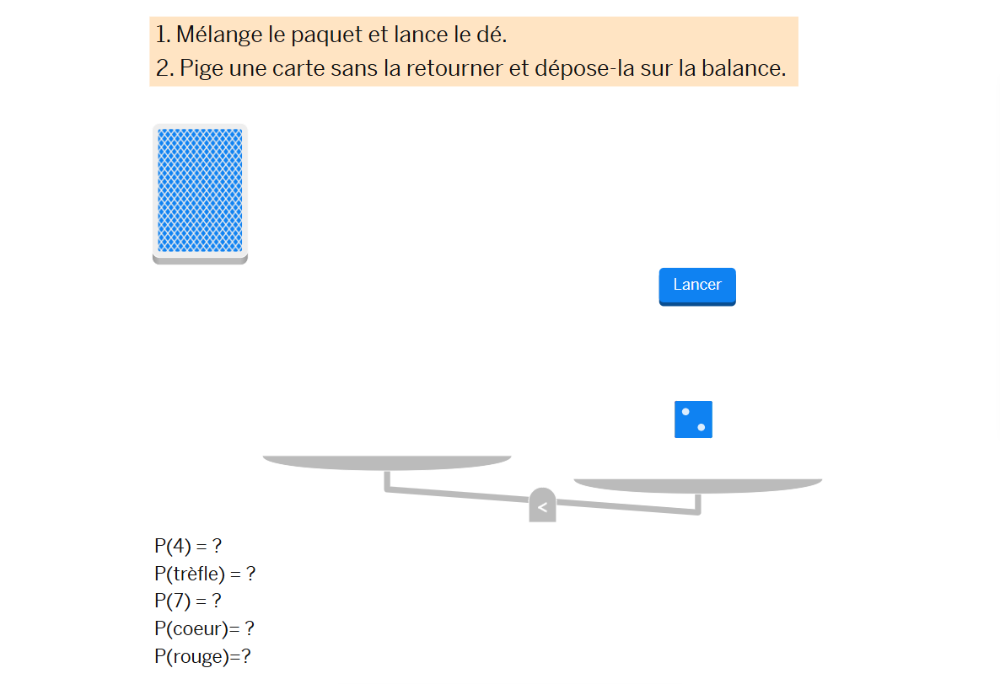 1. Mélange le paquet et lance le dé.
2. Pige une carte sans la retourner et dépose-la sur la balance.
Lancer
<
P(4) = ?
P(trèfle) = ?
P(7) = ?
P(coeur)= ?
P(rouge)=?